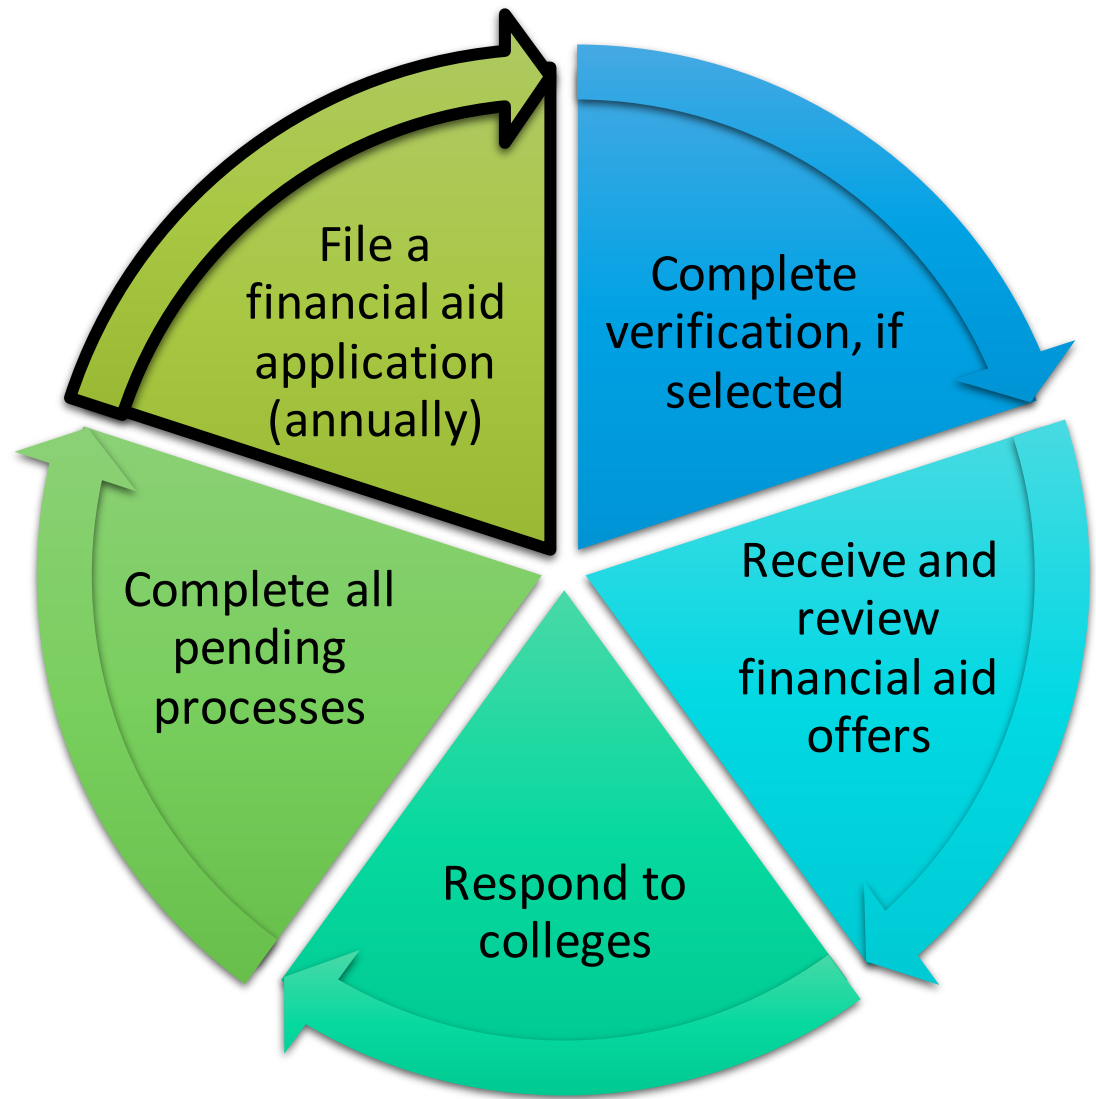 File a
financial aid
application
(annually)
Complete
verification, if
selected
Receive and
review
financial aid
offers
Respond to
colleges
Complete all
pending
processes